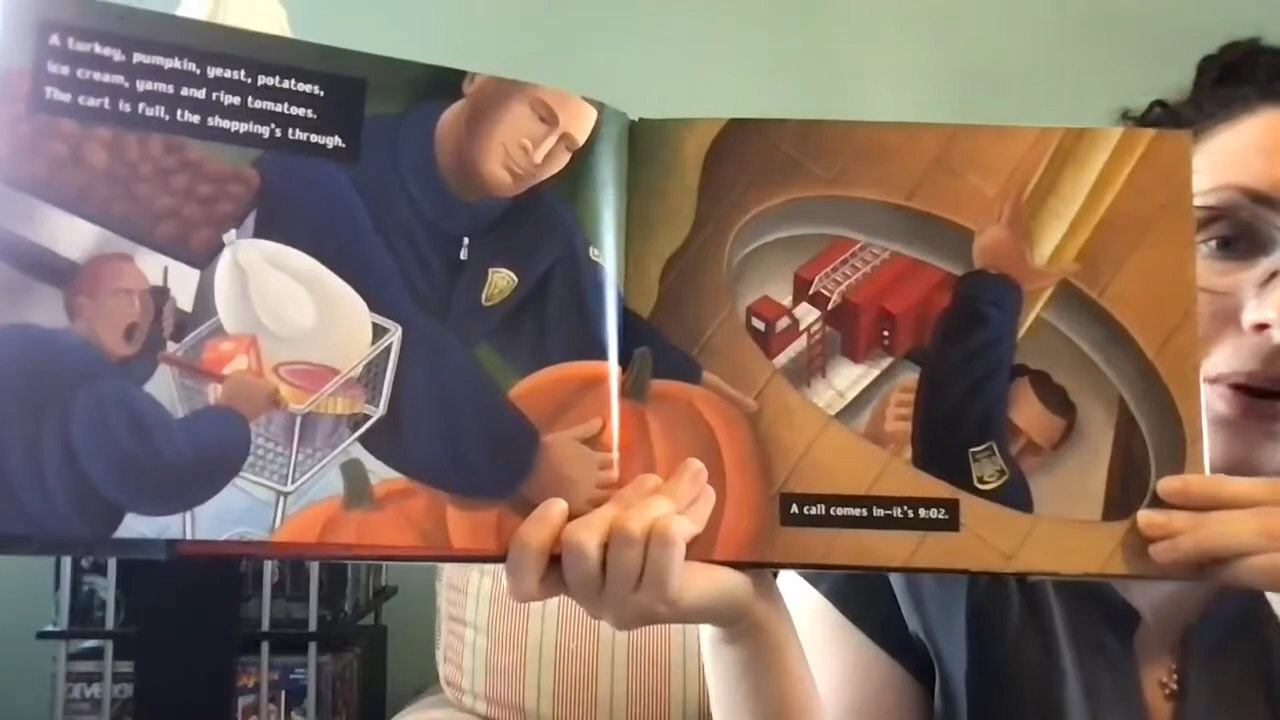 A turkey, pumpkin, yeast, potatoes,
ice cream, yams and ripe tomatoes.
The cart is full, the shopping's through.
A call comes in—it's 9:02.